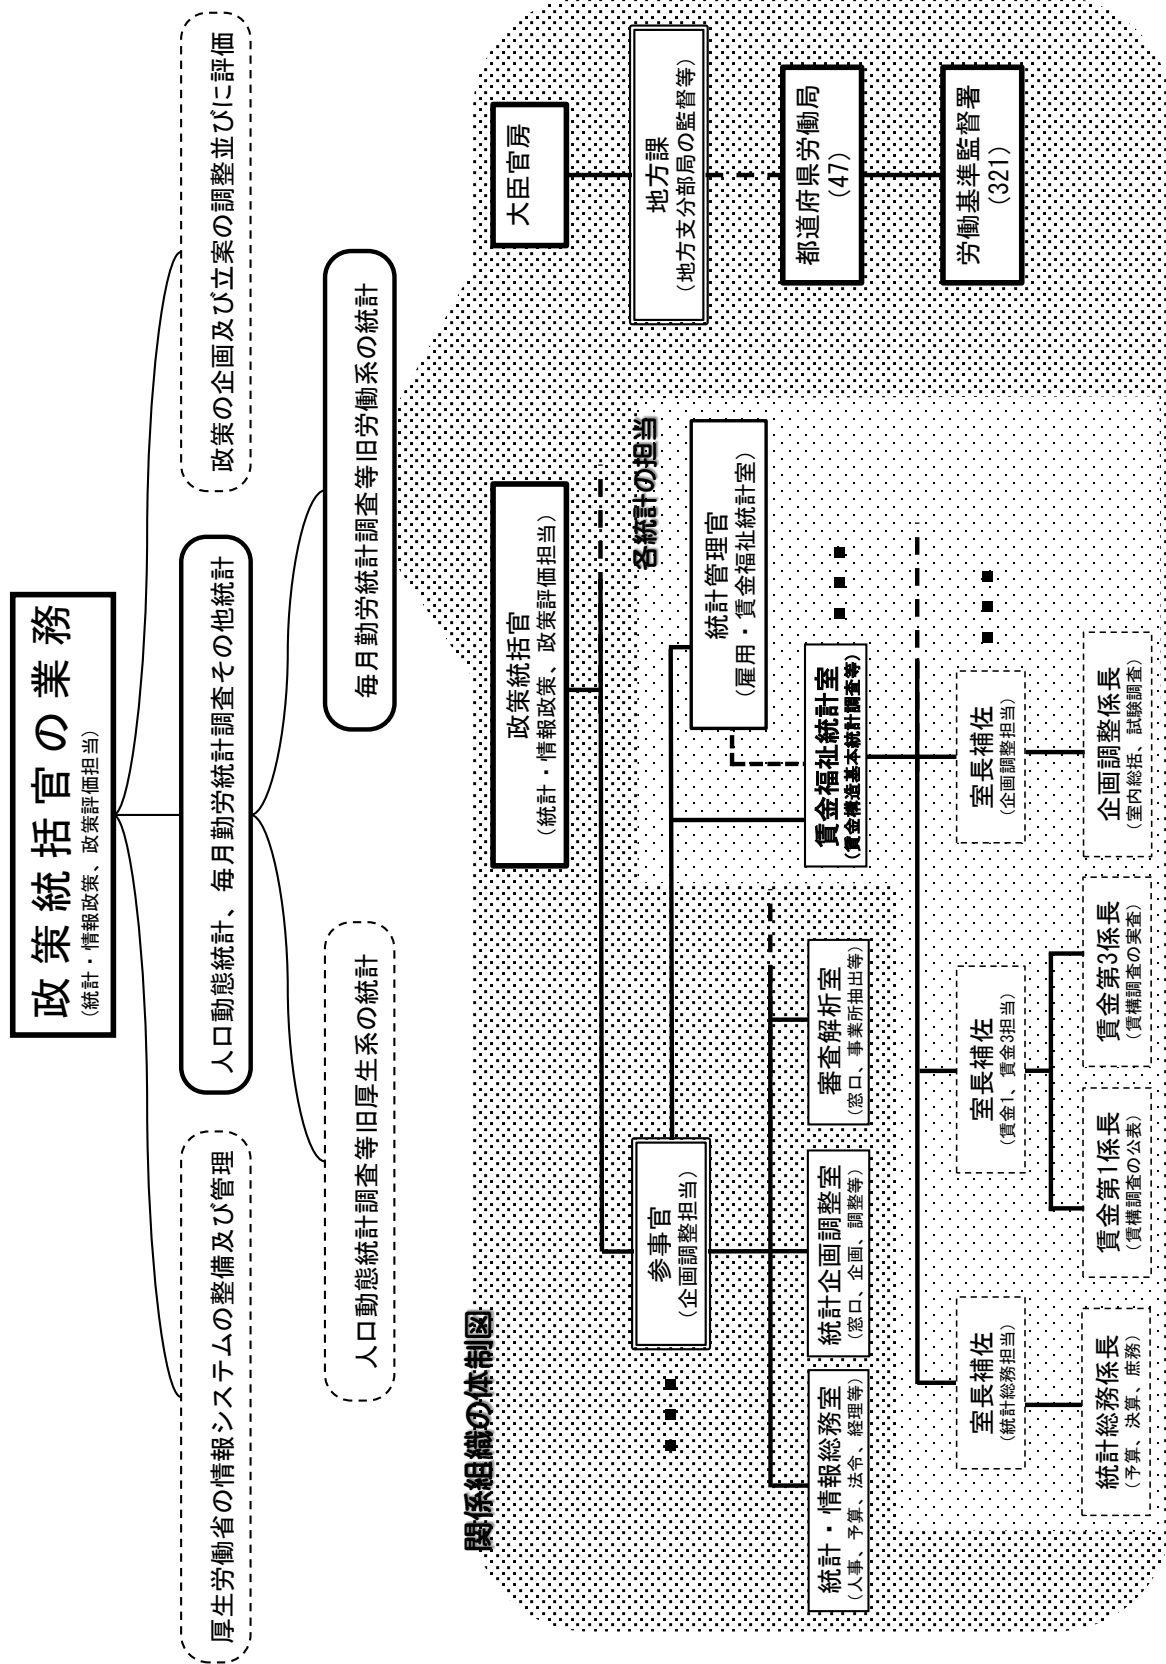 政策統括官の業務
(統計・情報政策、政策評価担当)
厚生労働省の情報システムの整備及び管理
人口動態統計、毎月勤労統計調査その他統計
政策の企画及び立案の調整並びに評価
人口動態統計調査等旧厚生系の統計
毎月勤労統計調査等旧労働系の統計
関係組織の体制図
政策統括官
(統計・情報政策、政策評価担当)
大臣官房
・・・
参事官
(企画調整担当)
各統計の担当
統計管理官
(雇用・賃金福祉統計室)
地方課
(地方支分部局の監督等)
統計・情報総務室
(人事、予算、法令、経理等)
統計企画調整室
(窓口、企画、調整等)
審査解析室
(窓口、事業所抽出等)
賃金福祉統計室
(賃金構造基本統計調査等)
・・・
都道府県労働局
(47)
室長補佐
(統計総務担当)
室長補佐
(賃金1、賃金3担当)
室長補佐
(企画調整担当)
・・・
労働基準監督署
(321)
統計総務係長
(予算、決算、庶務)
賃金第1係長
(賃構調査の公表)
賃金第3係長
(賃構調査の実査)
企画調整係長
(室内総括、試験調査)